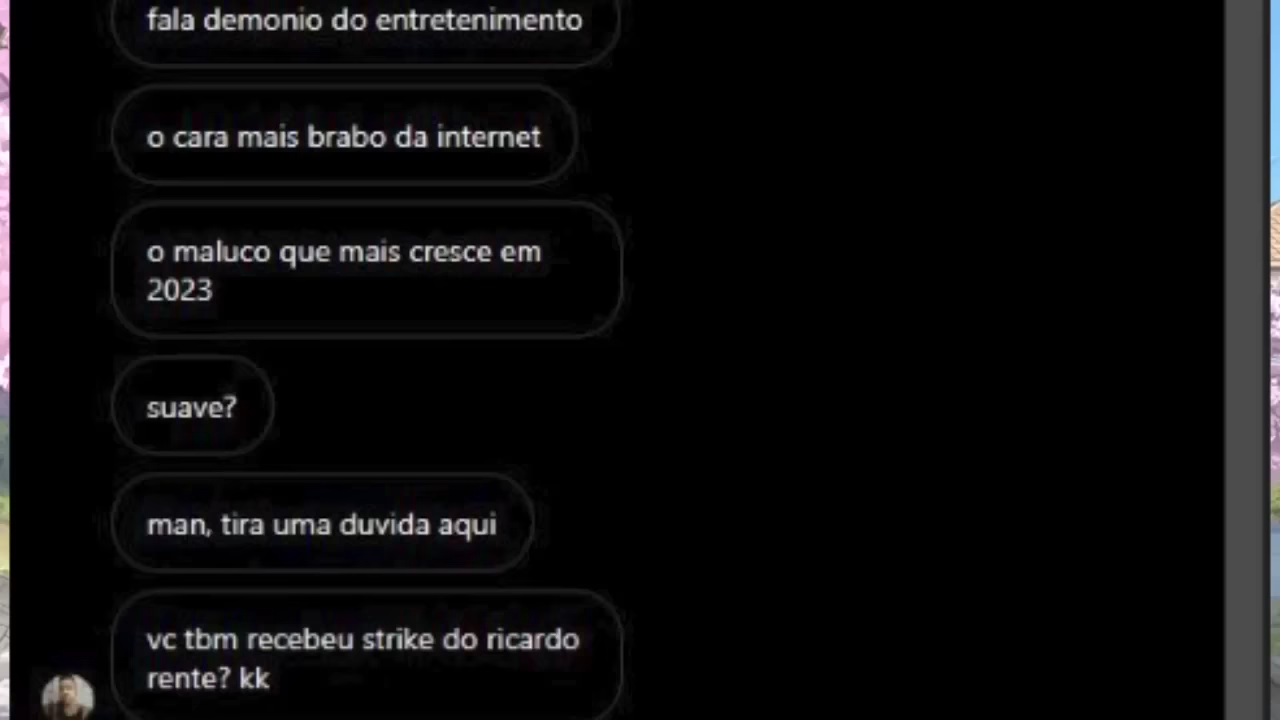 fala demonio do entretenimento
o cara mais brabo da internet
o maluco que mais cresce em
2023
suave?
man, tira uma duvida aqui
vc tbm recebeu strike do ricardo
rente? kk